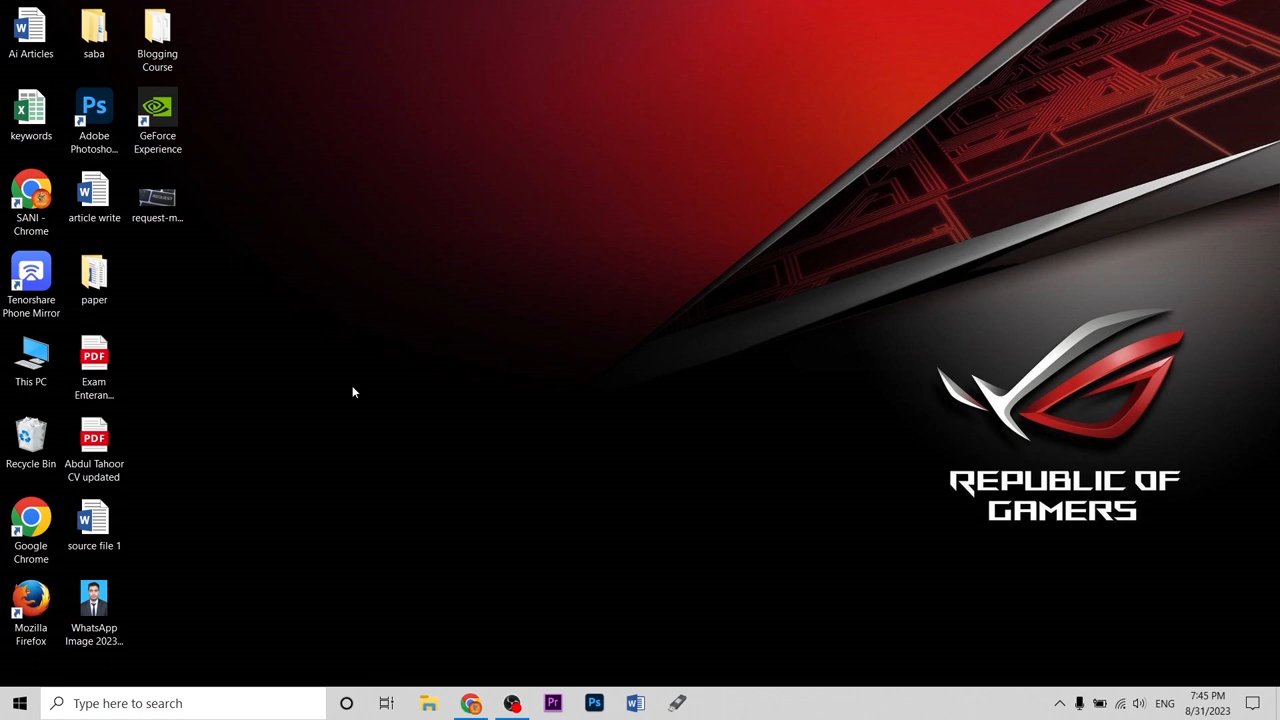 Ai Articles
saba
Blogging
Course
keywords
Ps
Adobe
Photosho...
GeForce
Experience
SANI -
Chrome
article write
request-m...
Tenorshare
Phone Mirror
paper
This PC
PDF
Exam
Enteran...
Recycle Bin
PDF
Abdul Tahoor
CV updated
Google
Chrome
source file 1
Mozilla
Firefox
WhatsApp
Image 2023...
REPUBLIC OF
GAMERS
Type here to search
Pr
Ps
ENG
7:45 PM
8/31/2023